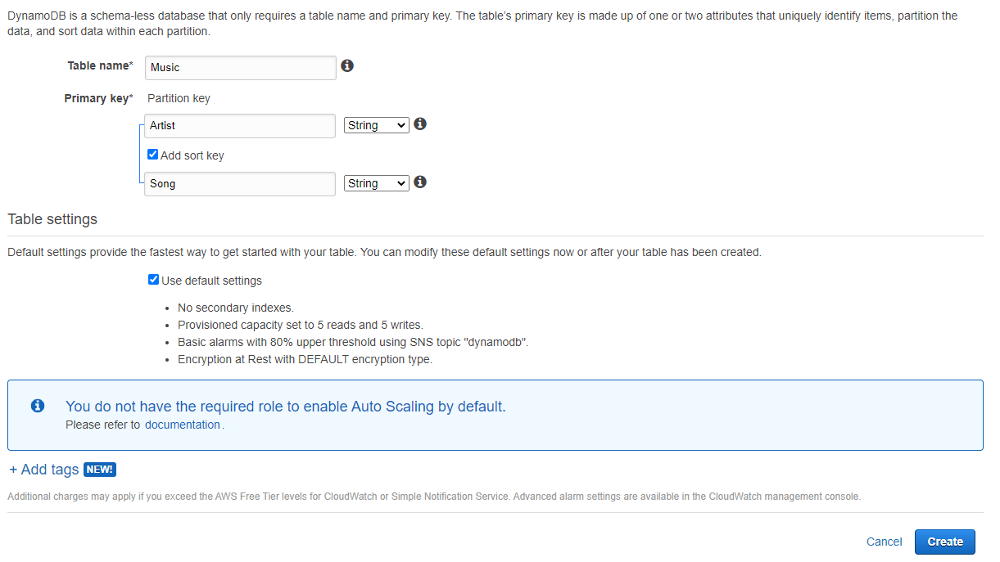 DynamoDB is a schema-less database that only requires a table name and primary key. The table's primary key is made up of one or two attributes that uniquely identify items, partition the
data, and sort data within each partition.
Table name* Music
Primary key* Partition key
Artist String
Add sort key
Song String
Table settings
Default settings provide the fastest way to get started with your table. You can modify these default settings now or after your table has been created.
Use default settings
• No secondary indexes.
• Provisioned capacity set to 5 reads and 5 writes.
• Basic alarms with 80% upper threshold using SNS topic "dynamodb".
• Encryption at Rest with DEFAULT encryption type.
You do not have the required role to enable Auto Scaling by default.
Please refer to documentation.
+ Add tags NEW!
Additional charges may apply if you exceed the AWS Free Tier levels for CloudWatch or Simple Notification Service. Advanced alarm settings are available in the CloudWatch management console.
Cancel Create